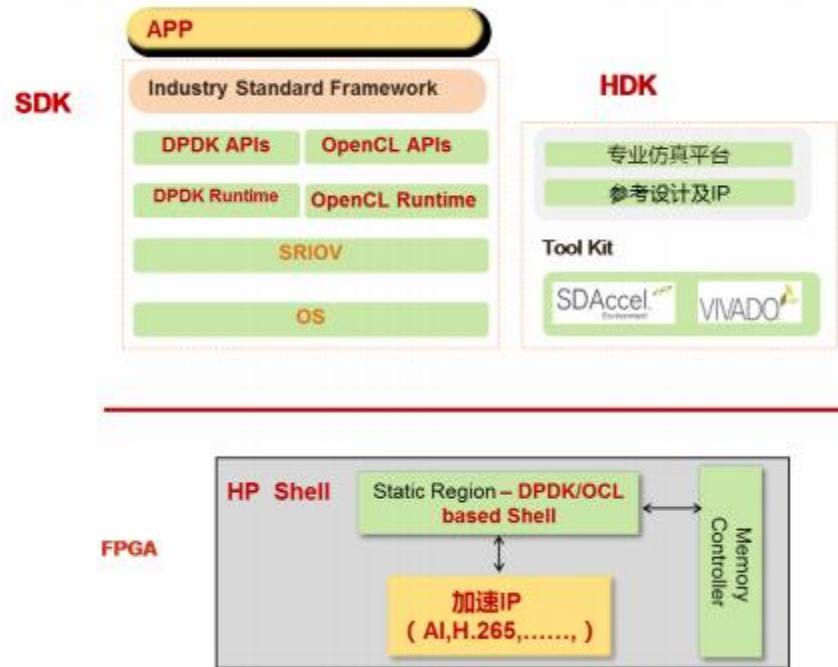 APP
SDK
Industry Standard Framework
DPDK APIs
OpenCL APIs
DPDK Runtime
OpenCL Runtime
SRIOV
OS
HDK
专业仿真平台
参考设计及IP
Tool Kit
SDAccel
Environment
VIVADO
FPGA
HP Shell
Static Region – DPDK/OCL
based Shell
Memory
Controller
加速IP
( AI,H.265,……, )